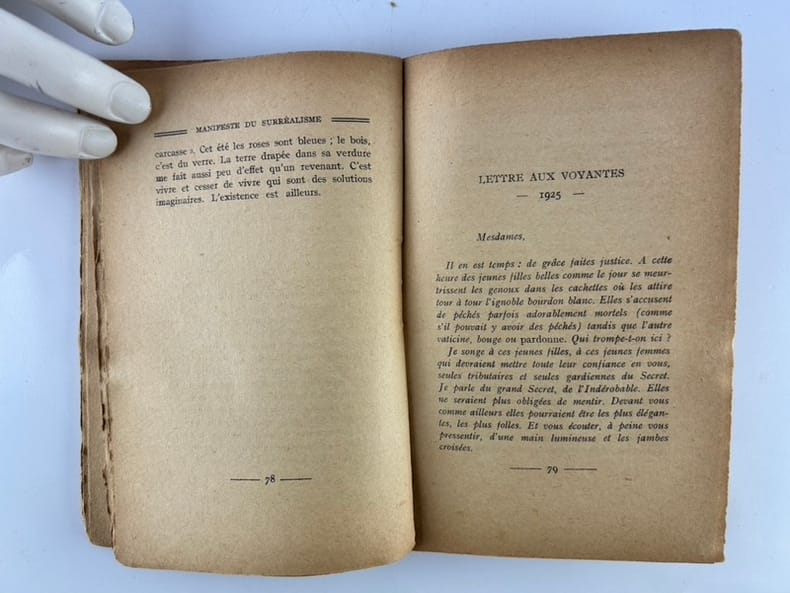 MANIFESTE DU SURRÉALISME
carcasse ». Cet été les roses sont bleues ; le bois,
c'est du verre. La terre drapée dans sa verdure
me fait aussi peu d'effet qu'un revenant. C'est
vivre et cesser de vivre qui sont des solutions
imaginaires. L'existence est ailleurs.
— 78 —
LETTRE AUX VOYANTES
— 1925 —
Mesdames,
Il en est temps : de grâce faites justice. A cette
heure des jeunes filles belles comme le jour se meur-
trissent les genoux dans les cachettes où les attire
tour à tour l'ignoble bourdon blanc. Elles s'accusent
de péchés parfois adorablement mortels (comme
s'il pouvait y avoir des péchés) tandis que l'autre
vaticine, bouge ou pardonne. Qui trompe-t-on ici ?
Je songe à ces jeunes filles, à ces jeunes femmes
qui devraient mettre toute leur confiance en vous,
seules tributaires et seules gardiennes du Secret.
Je parle du grand Secret, de l'Indérobable. Elles
ne seraient plus obligées de mentir. Devant vous
comme ailleurs elles pourraient être les plus élégan-
tes, les plus folles. Et vous écouter, à peine vous
pressentir, d'une main lumineuse et les jambes
croisées.
— 79 —